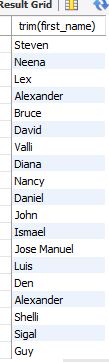 Result Grid
trim(first_name)
Steven
Neena
Lex
Alexander
Bruce
David
Valli
Diana
Nancy
Daniel
John
Ismael
Jose Manuel
Luis
Den
Alexander
Shelli
Sigal
Guy